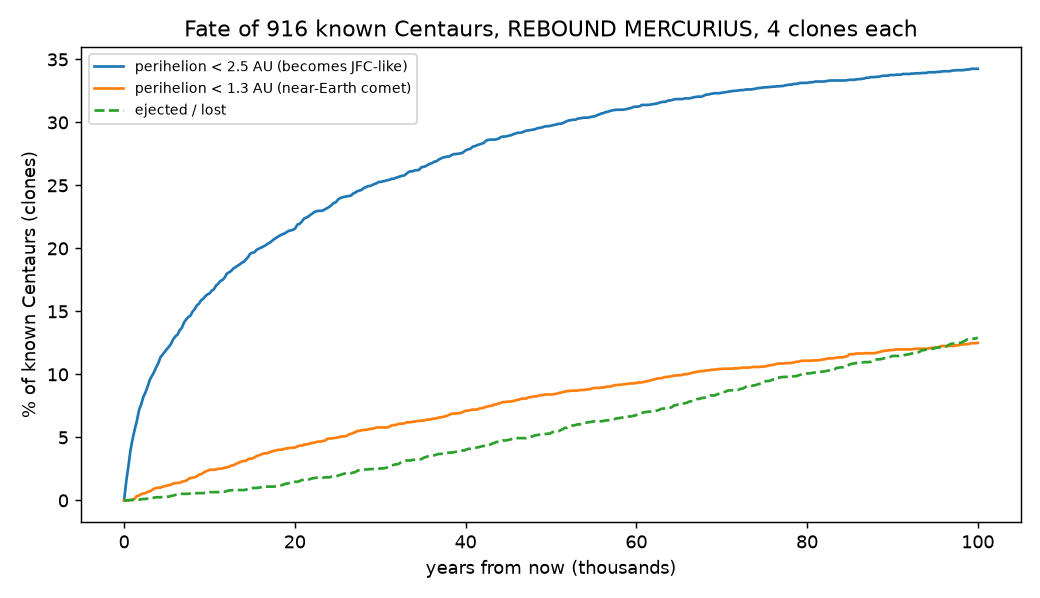 Fate of 916 known Centaurs, REBOUND MERCURIUS, 4 clones each
perihelion < 2.5 AU (becomes JFC-like)
perihelion < 1.3 AU (near-Earth comet)
ejected / lost
% of known Centaurs (clones)
35
30
25
20
15
10
5
0
0 20 40 60 80 100
years from now (thousands)